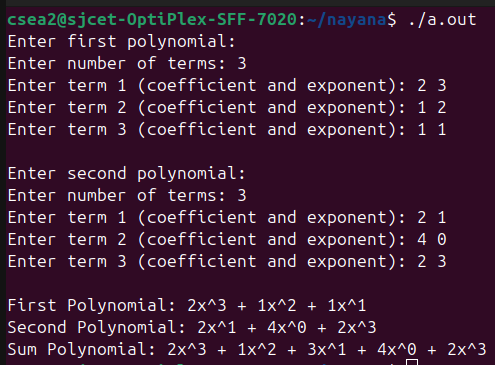 csea2@sjcet-OptiPlex-SFF-7020:~/nayana$ ./a.out
Enter first polynomial:
Enter number of terms: 3
Enter term 1 (coefficient and exponent): 2 3
Enter term 2 (coefficient and exponent): 1 2
Enter term 3 (coefficient and exponent): 1 1
Enter second polynomial:
Enter number of terms: 3
Enter term 1 (coefficient and exponent): 2 1
Enter term 2 (coefficient and exponent): 4 0
Enter term 3 (coefficient and exponent): 2 3
First Polynomial: 2x^3 + 1x^2 + 1x^1
Second Polynomial: 2x^1 + 4x^0 + 2x^3
Sum Polynomial: 2x^3 + 1x^2 + 3x^1 + 4x^0 + 2x^3